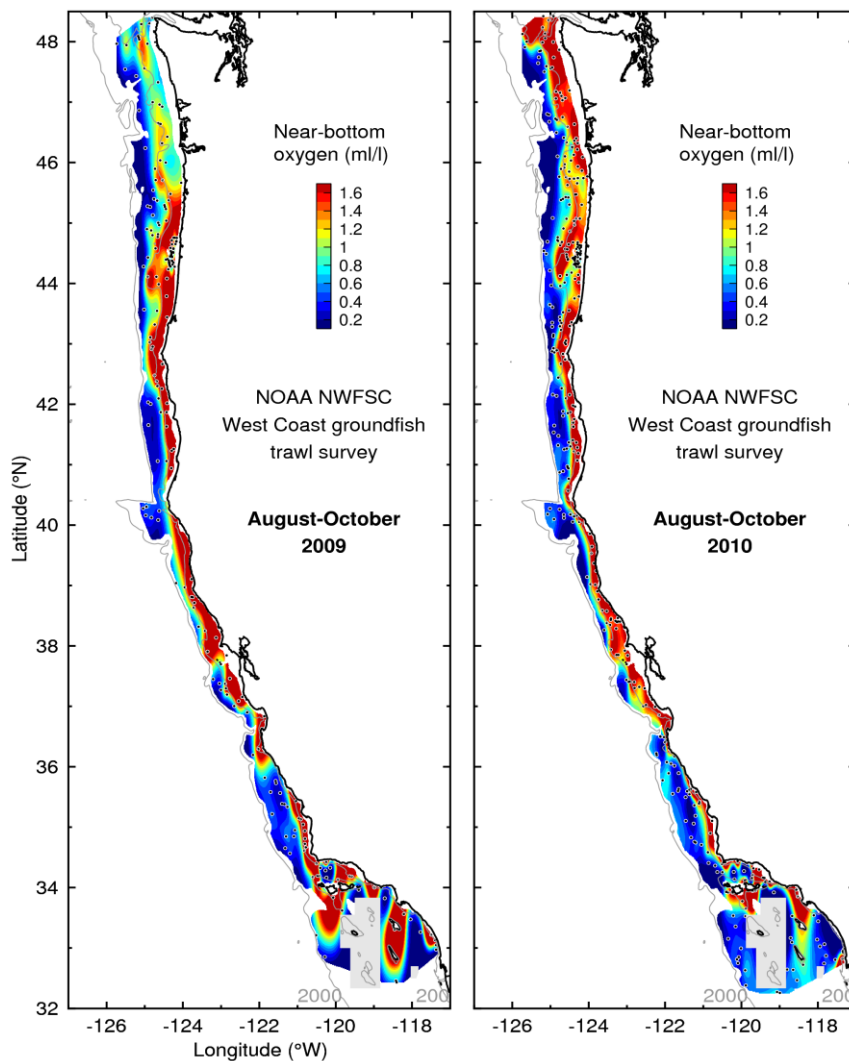 48
46
44
42
40
38
36
34
32
Latitude (°N)
-126
-124
-122
-120
-118
Longitude (°W)
Near-bottom
oxygen (ml/l)
1.6
1.4
1.2
1
0.8
0.6
0.4
0.2
NOAA NWFSC
West Coast groundfish
trawl survey
August-October
2009
2000
200
-126
-124
-122
-120
-118
Near-bottom
oxygen (ml/l)
1.6
1.4
1.2
1
0.8
0.6
0.4
0.2
NOAA NWFSC
West Coast groundfish
trawl survey
August-October
2010
2000
200